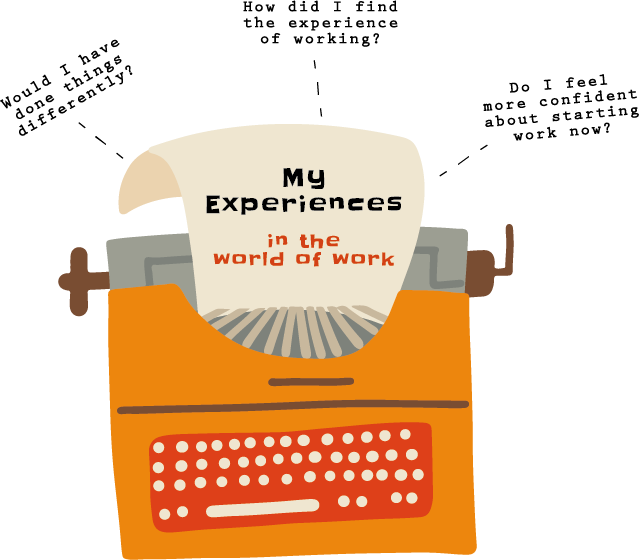 How did I find
the experience
of working?
Would I have
done things
differently?
Do I feel
more confident
about starting
work now?
My
Experiences
in the
world of work